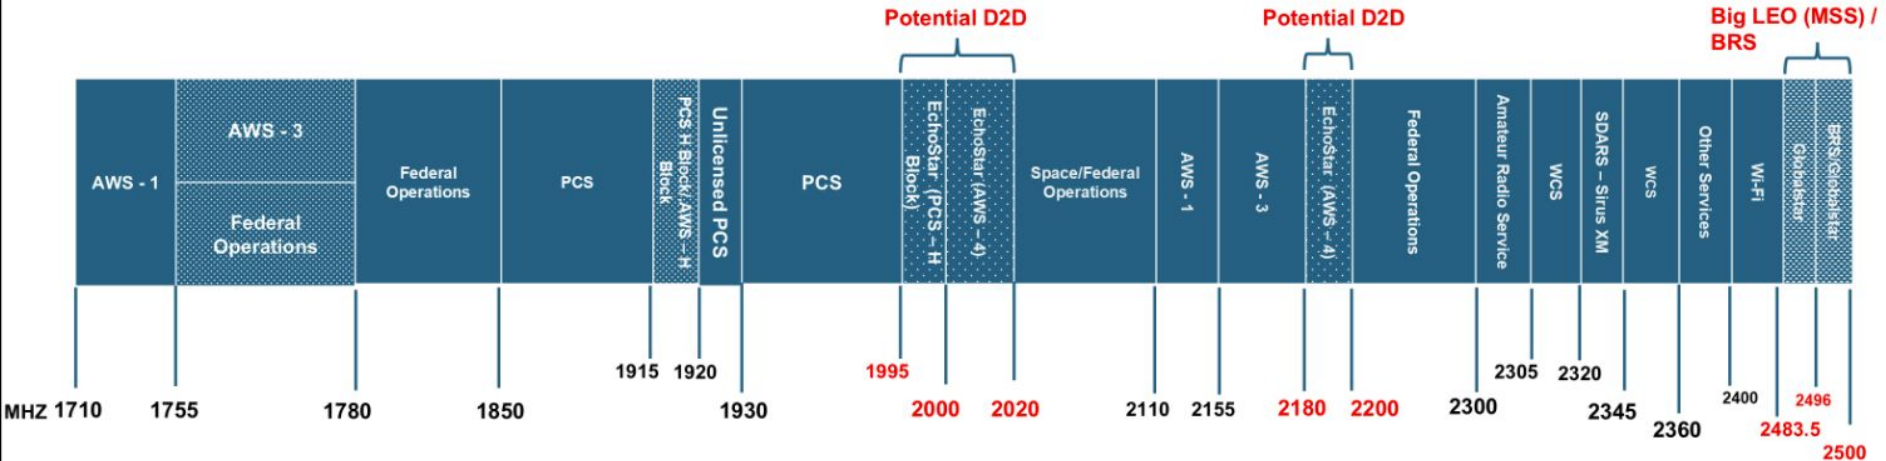 Potential D2D
Potential D2D
Big LEO (MSS) /
BRS
AWS - 1
AWS - 3
Federal
Operations
Federal
Operations
PCS
PCS H Block/AWS – H
Block
Unlicensed PCS
PCS
EchoStar (PCS – H
Block)
EchoStar (AWS – 4)
Space/Federal
Operations
AWS - 1
AWS - 3
EchoStar (AWS – 4)
Federal Operations
Amateur Radio Service
WCS
SDARS – Sirus XM
WCS
Other Services
Wi-Fi
Globalstar
BRS/Globalstar
MHZ 1710
1755
1780
1850
1915
1920
1930
1995
2000
2020
2110
2155
2180
2200
2300
2305
2320
2345
2360
2400
2483.5
2496
2500